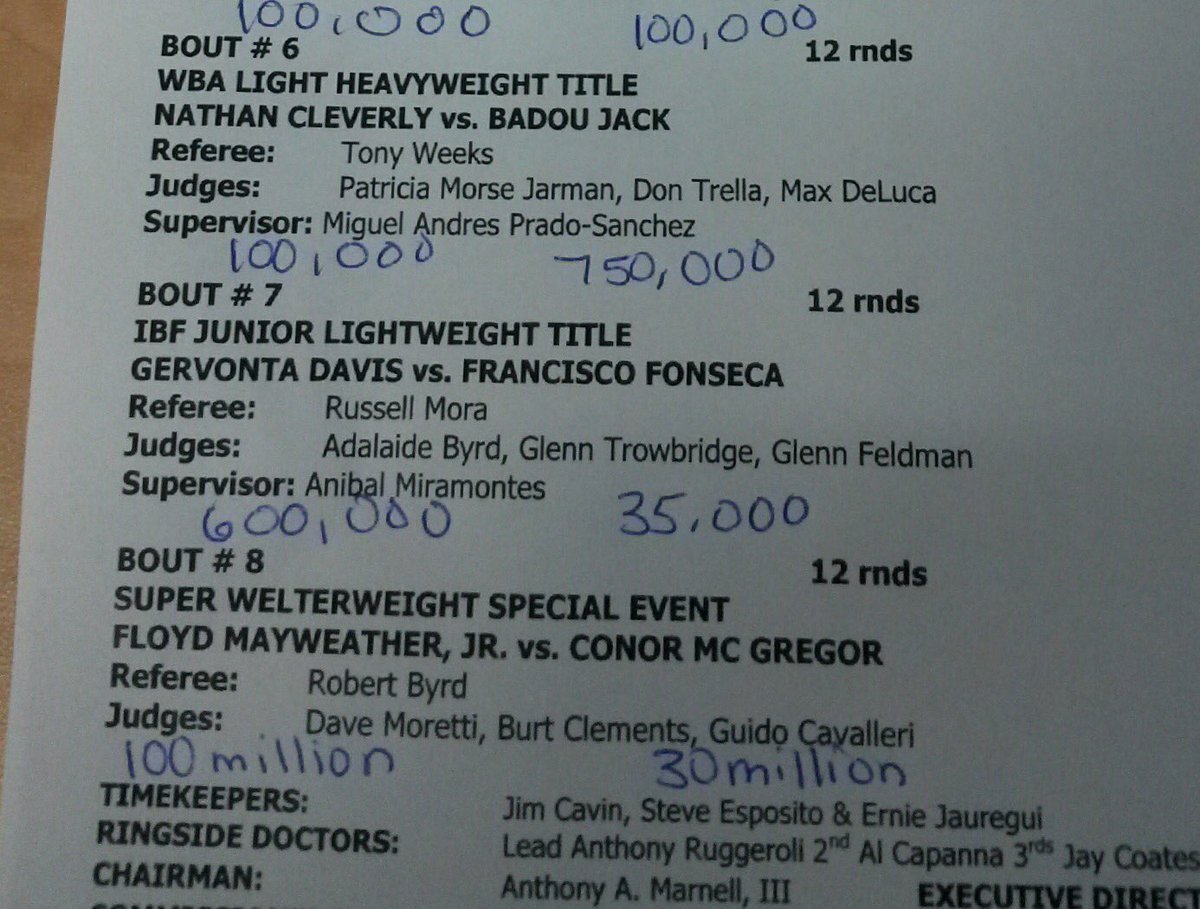 100,000 100,000
BOUT # 6 12 rnds
WBA LIGHT HEAVYWEIGHT TITLE
NATHAN CLEVERLY vs. BADOU JACK
Referee: Tony Weeks
Judges: Patricia Morse Jarman, Don Trella, Max DeLuca
Supervisor: Miguel Andres Prado-Sanchez
100,000 750,000
BOUT # 7 12 rnds
IBF JUNIOR LIGHTWEIGHT TITLE
GERVONTA DAVIS vs. FRANCISCO FONSECA
Referee: Russell Mora
Judges: Adalaide Byrd, Glenn Trowbridge, Glenn Feldman
Supervisor: Anibal Miramontes
600,000 35,000
BOUT # 8 12 rnds
SUPER WELTERWEIGHT SPECIAL EVENT
FLOYD MAYWEATHER, JR. vs. CONOR MC GREGOR
Referee: Robert Byrd
Judges: Dave Moretti, Burt Clements, Guido Cavalleri
100 million 30 million
TIMEKEEPERS: Jim Cavin, Steve Esposito & Ernie Jauregui
RINGSIDE DOCTORS: Lead Anthony Ruggeroli 2nd Al Capanna 3rds Jay Coates
CHAIRMAN: Anthony A. Marnell, III EXECUTIVE DIRECT